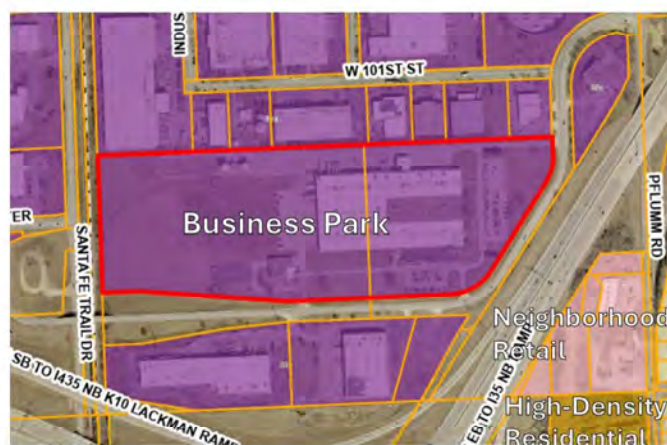 INDUS
W 101ST ST
Business Park
TER
SANTA FE TRAIL DR
PFLUMM RD
Neighborhood
Retail
SB TO I435 NB K10 LACKMAN RAMP
EB TO I35 NB RAMP
High-Density
Residential